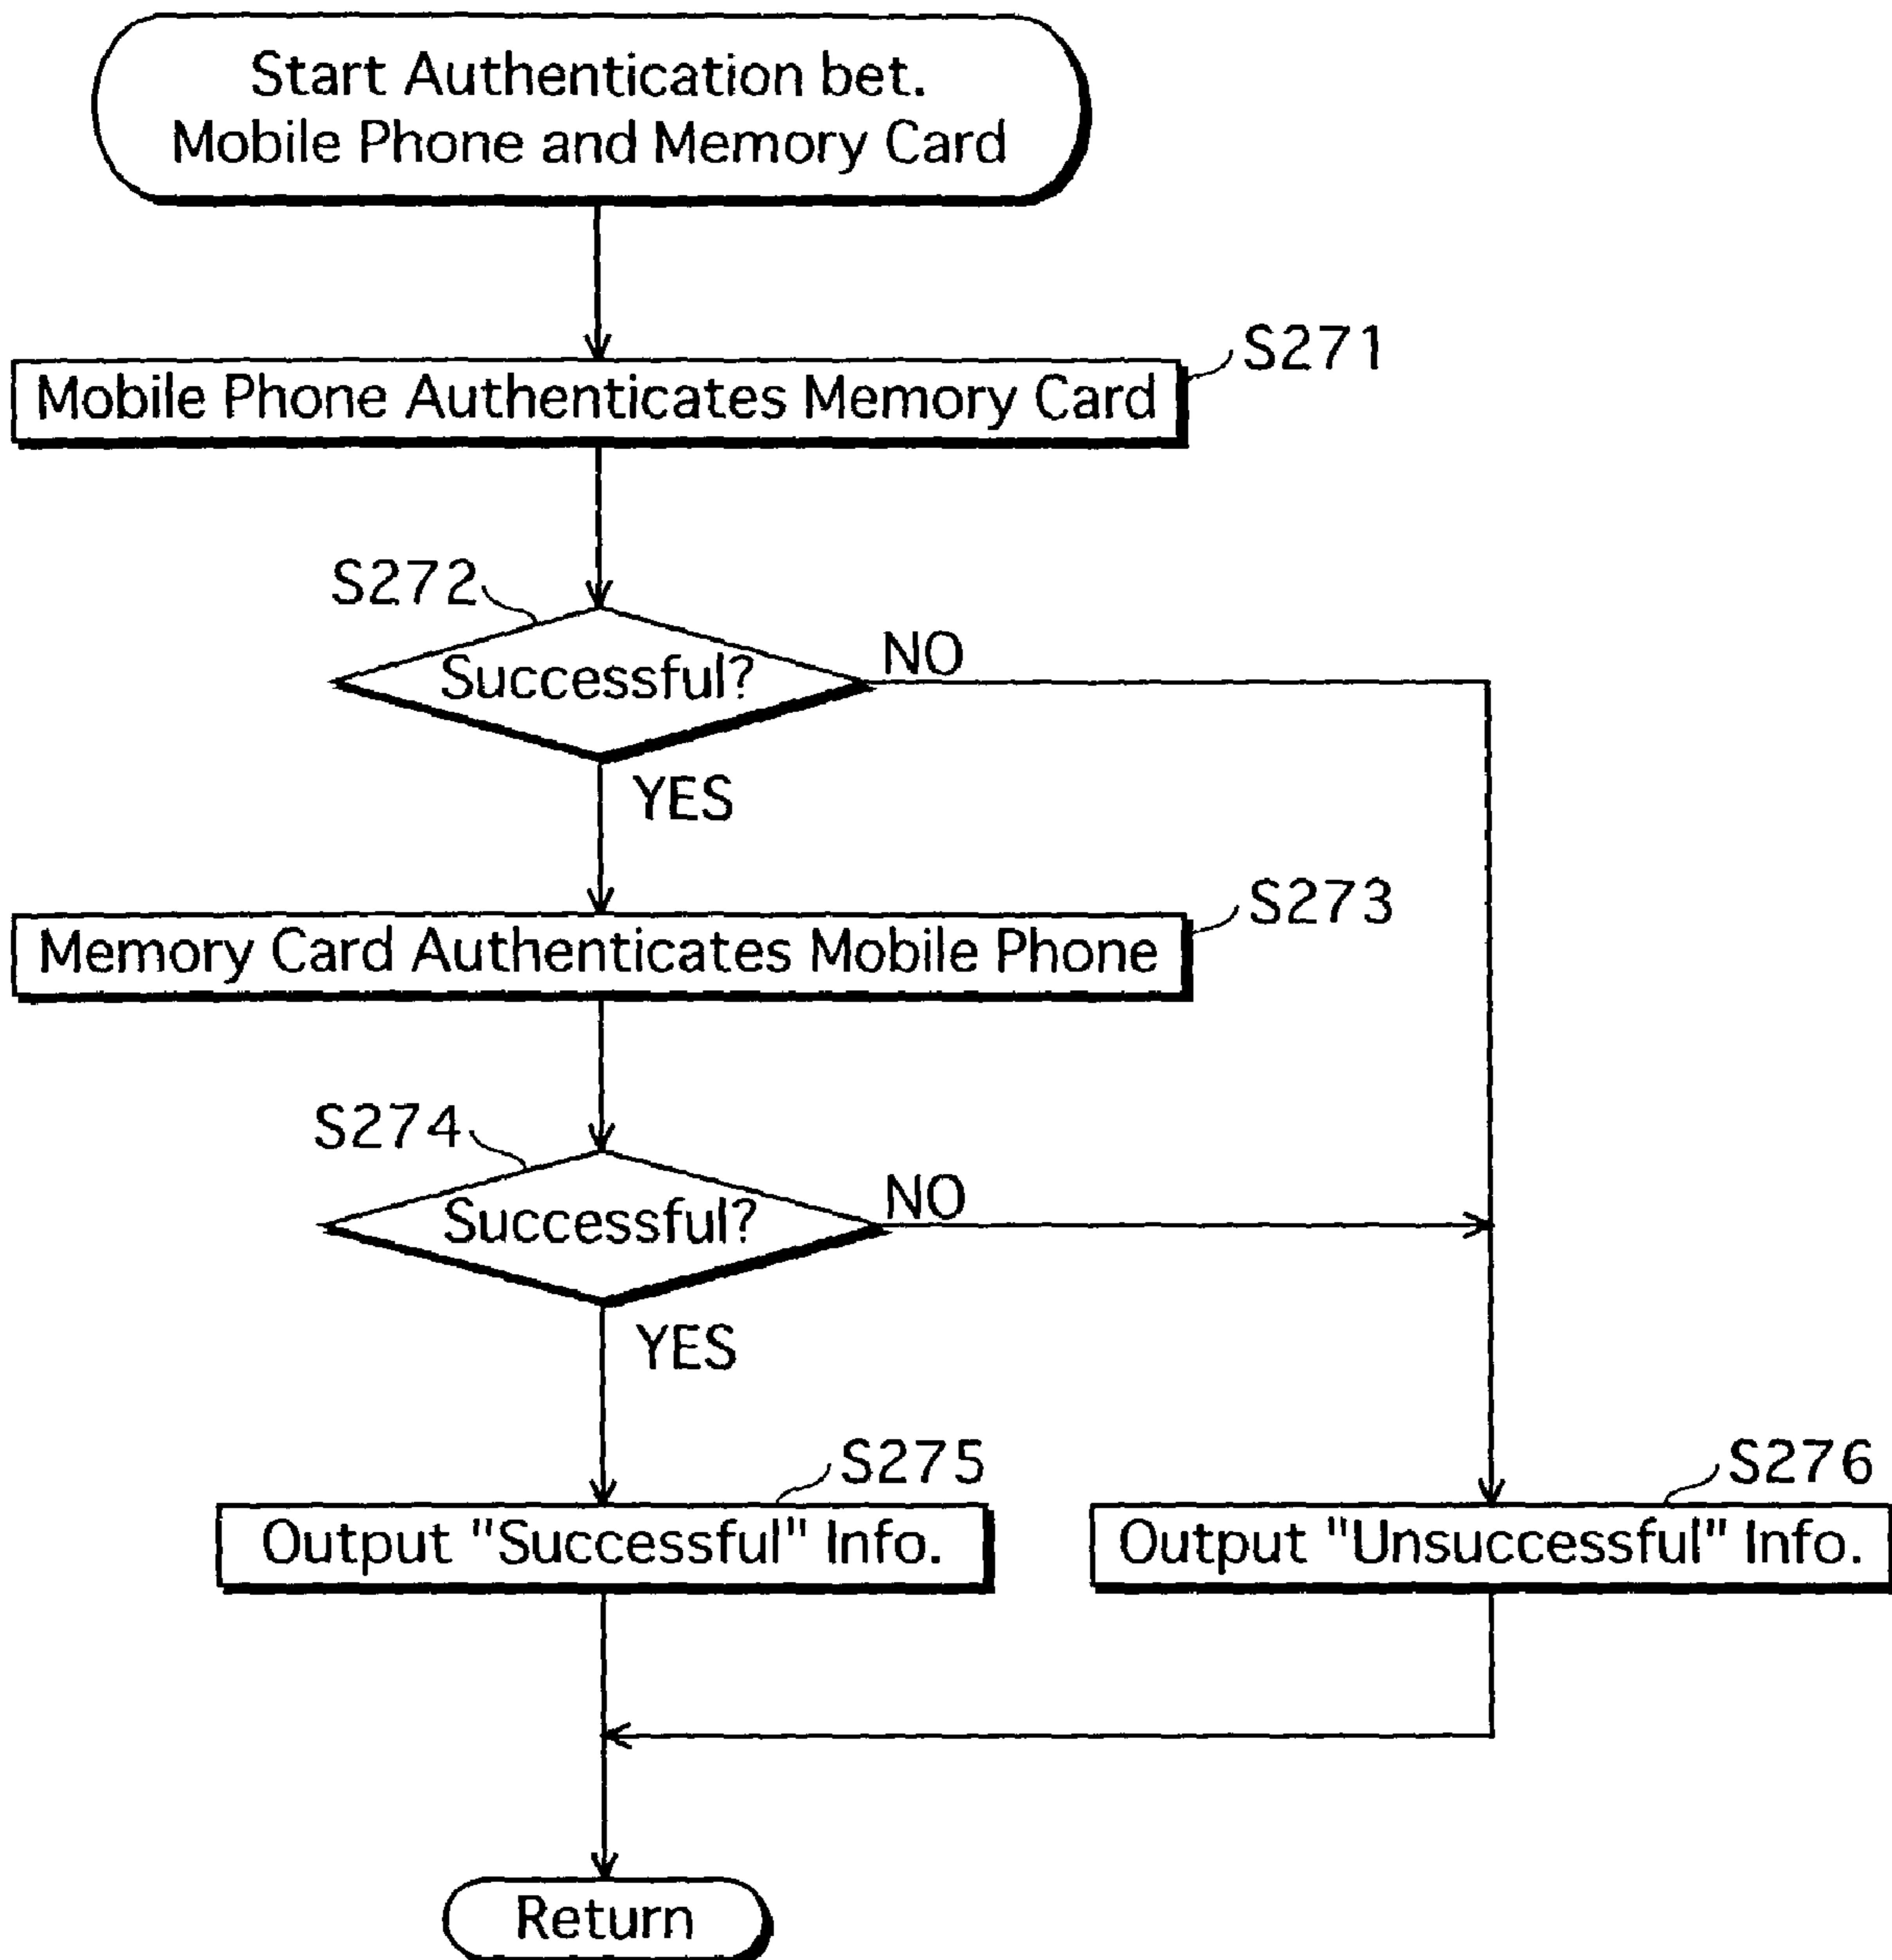 Start Authentication bet.
Mobile Phone and Memory Card
S271
Mobile Phone Authenticates Memory Card
S272
Successful?
NO
YES
S273
Memory Card Authenticates Mobile Phone
S274
Successful?
NO
YES
S275
Output "Successful" Info.
S276
Output "Unsuccessful" Info.
Return